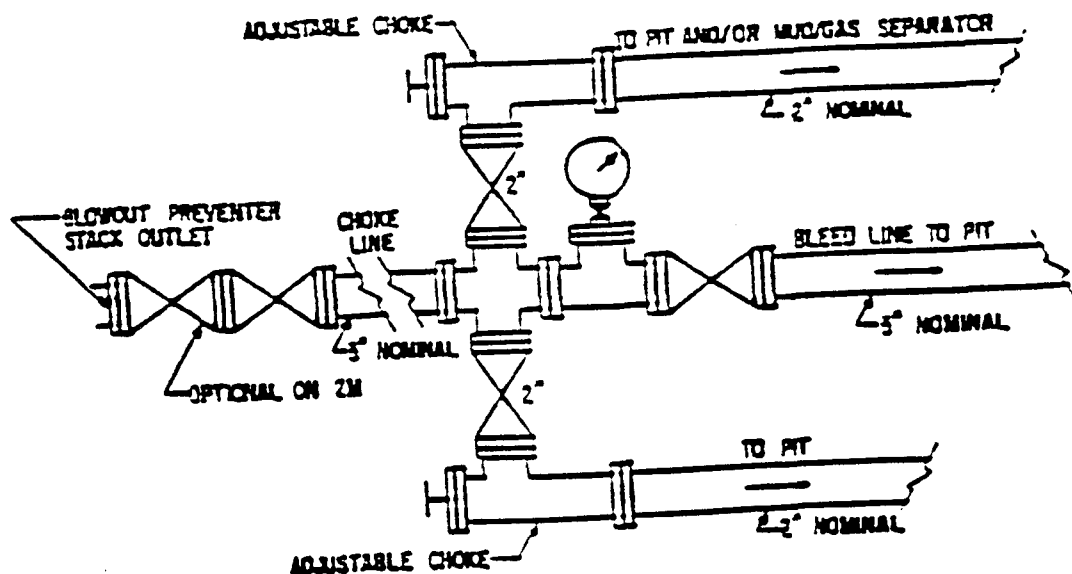 ADJUSTABLE CHOKE
TO PIT AND/OR MUD/GAS SEPARATOR
2" NOMINAL
2"
BLOWOUT PREVENTER
STACK OUTLET
CHOKE
LINE
BLEED LINE TO PIT
3" NOMINAL
3" NOMINAL
OPTIONAL ON 2M
2"
TO PIT
2" NOMINAL
ADJUSTABLE CHOKE